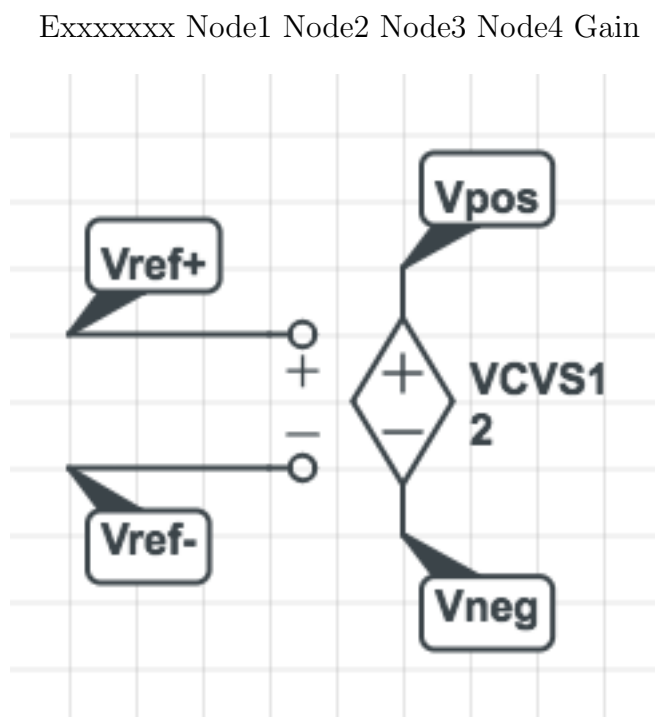 Exxxxxxx Node1 Node2 Node3 Node4 Gain
Vpos
Vref+
+
+
VCVS1
−
−
2
Vref-
Vneg